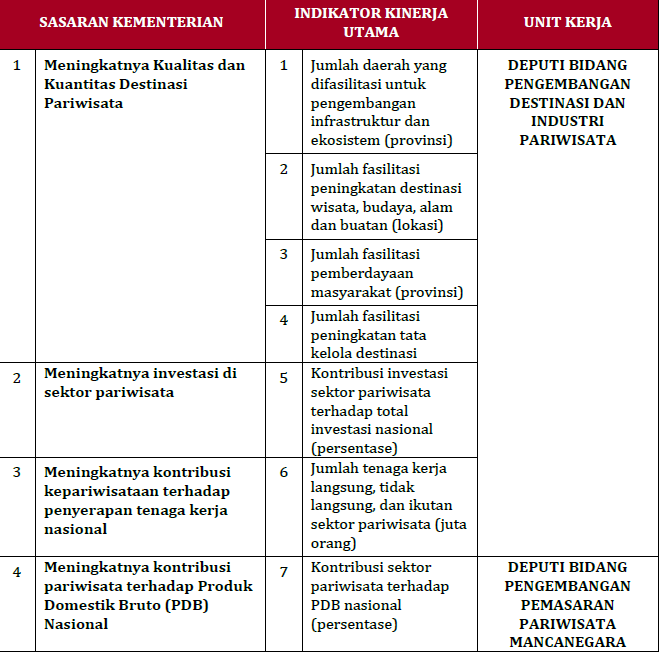 SASARAN KEMENTERIAN
INDIKATOR KINERJA
UTAMA
UNIT KERJA
1
Meningkatnya Kualitas dan
Kuantitas Destinasi
Pariwisata
1
Jumlah daerah yang
difasilitasi untuk
pengembangan
infrastruktur dan
ekosistem (provinsi)
DEPUTI BIDANG
PENGEMBANGAN
DESTINASI DAN
INDUSTRI
PARIWISATA
2
Jumlah fasilitasi
peningkatan destinasi
wisata, budaya, alam
dan buatan (lokasi)
3
Jumlah fasilitasi
pemberdayaan
masyarakat (provinsi)
4
Jumlah fasilitasi
peningkatan tata
kelola destinasi
2
Meningkatnya investasi di
sektor pariwisata
5
Kontribusi investasi
sektor pariwisata
terhadap total
investasi nasional
(persentase)
3
Meningkatnya kontribusi
kepariwisataan terhadap
penyerapan tenaga kerja
nasional
6
Jumlah tenaga kerja
langsung, tidak
langsung, dan ikutan
sektor pariwisata (juta
orang)
4
Meningkatnya kontribusi
pariwisata terhadap Produk
Domestik Bruto (PDB)
Nasional
7
Kontribusi sektor
pariwisata terhadap
PDB nasional
(persentase)
DEPUTI BIDANG
PENGEMBANGAN
PEMASARAN
PARIWISATA
MANCANEGARA